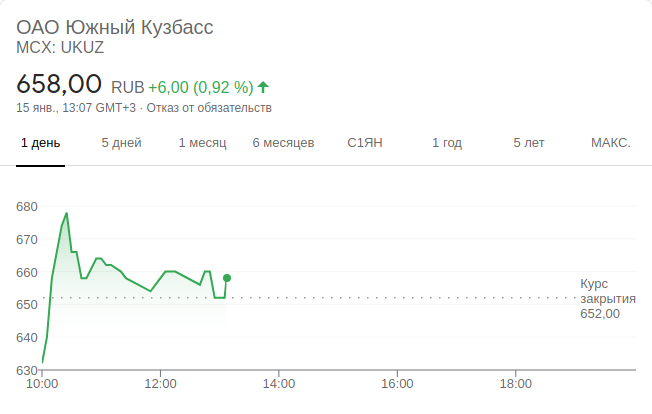 ОАО Южный Кузбасс
MCX: UKUZ
658,00 RUB +6,00 (0,92 %)
15 янв., 13:07 GMT+3 · Отказ от обязательств
1 день 5 дней 1 месяц 6 месяцев С1ЯН 1 год 5 лет МАКС.
680
670
660
650
640
630
Курс
закрытия
652,00
10:00 12:00 14:00 16:00 18:00